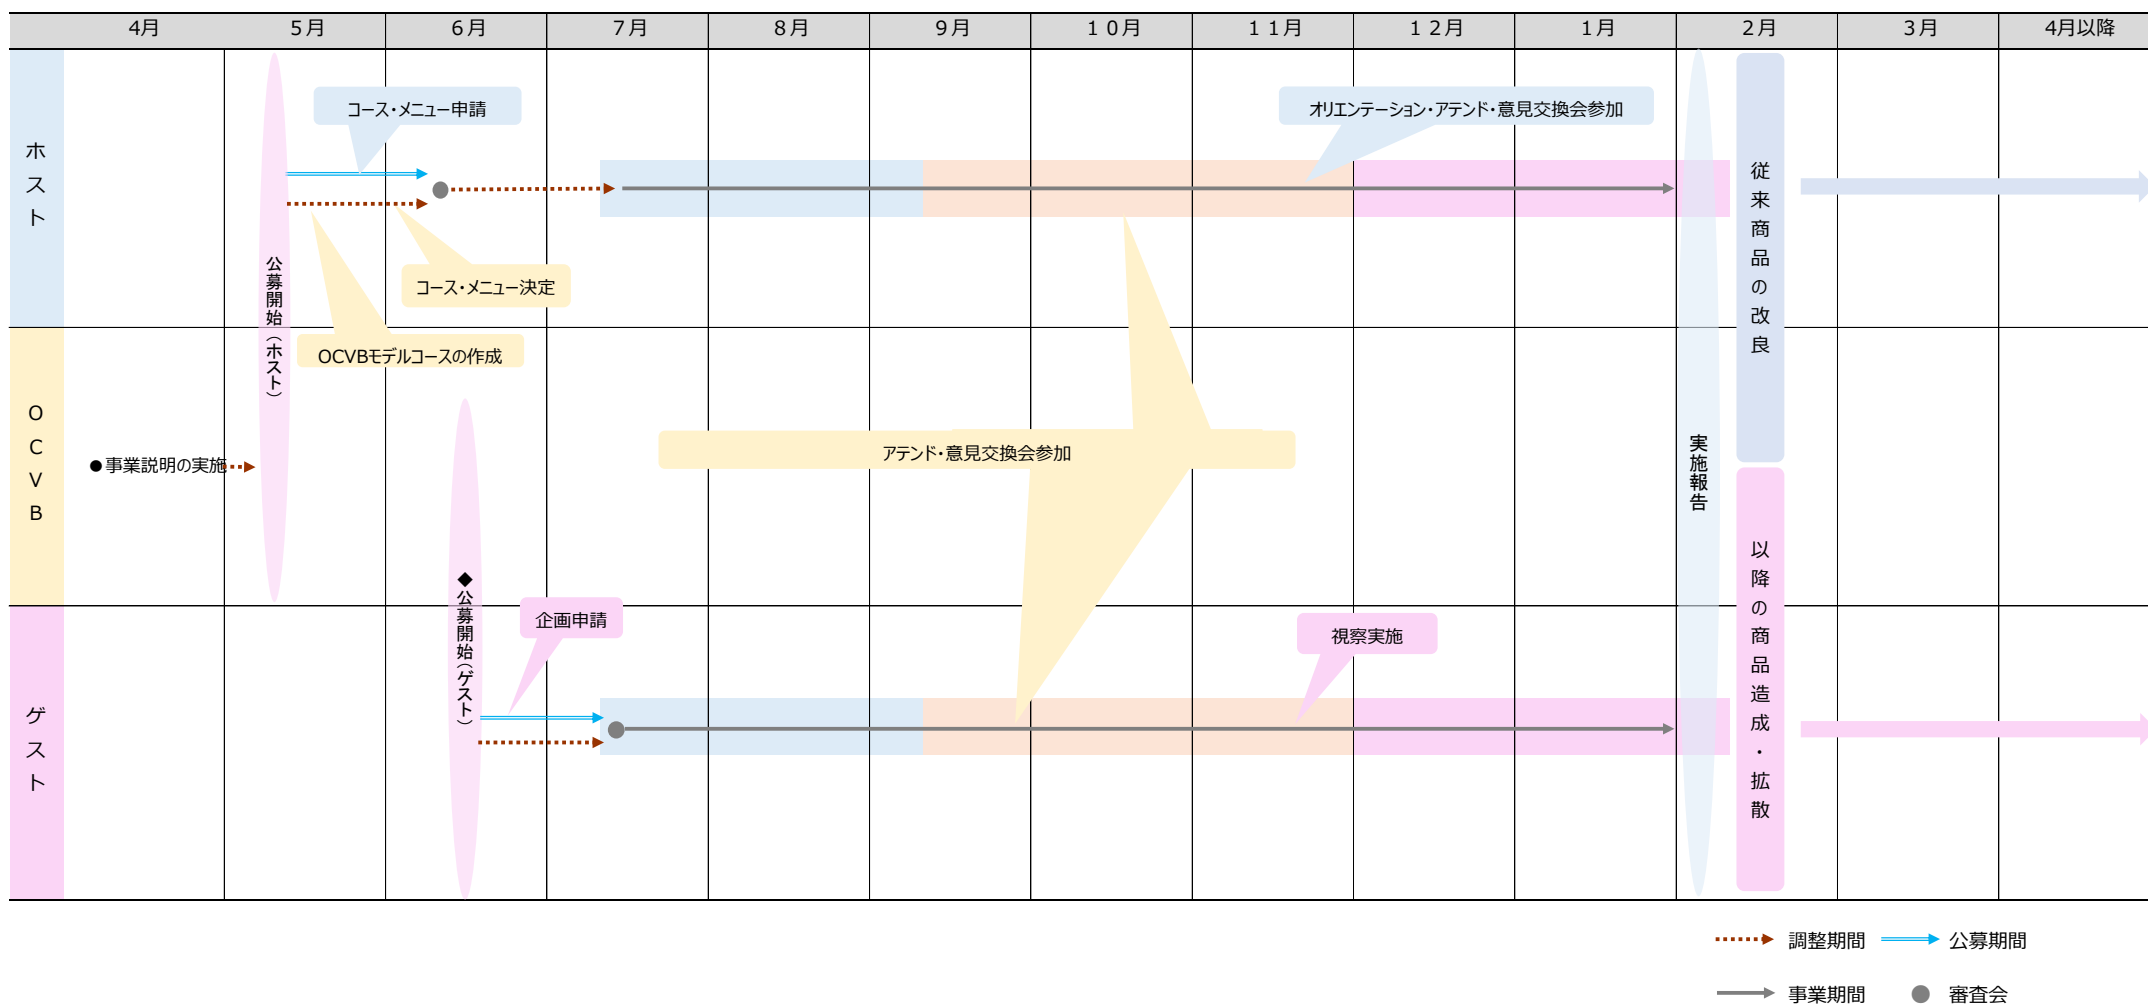 4月 5月 6月 7月 8月 9月 10月 11月 12月 1月 2月 3月 4月以降
ホスト
コース・メニュー申請
オリエンテーション・アテンド・意見交換会参加
コース・メニュー決定
OCVBモデルコースの作成
公募開始（ホスト）
従来商品の改良
OCVB
●事業説明の実施
アテンド・意見交換会参加
実施報告
◆公募開始（ゲスト）
ゲスト
企画申請
視察実施
以降の商品造成・拡散
調整期間 公募期間
事業期間 審査会